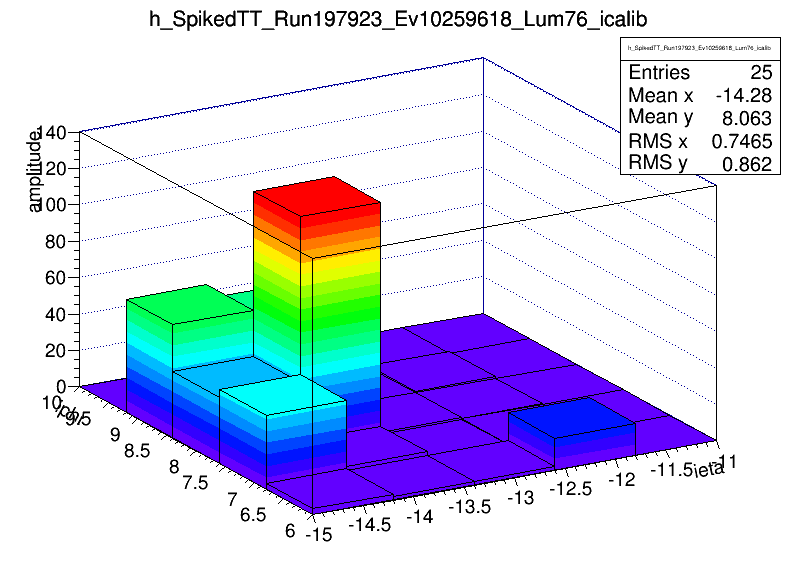 h_SpikedTT_Run197923_Ev10259618_Lum76_icalib
h_SpikedTT_Run197923_Ev10259618_Lum76_icalib
Entries 25
Mean x -14.28
Mean y 8.063
RMS x 0.7465
RMS y 0.862
amplitude
140
120
100
80
60
40
20
0
10
9.5
9
8.5
8
7.5
7
6.5
6
iphi
-15
-14.5
-14
-13.5
-13
-12.5
-12
-11.5
-11
ieta